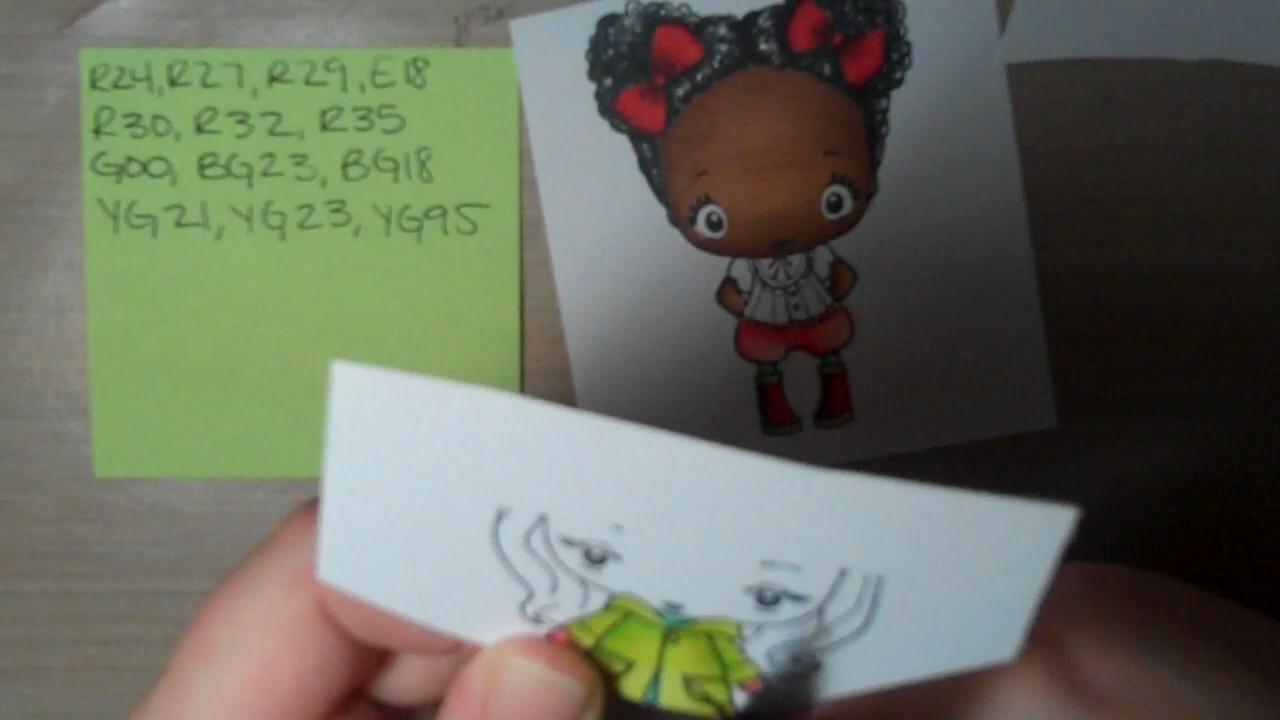 R24, R27, R29, E18
R30, R32, R35
G00, BG23, BG18
YG21, YG23, YG95